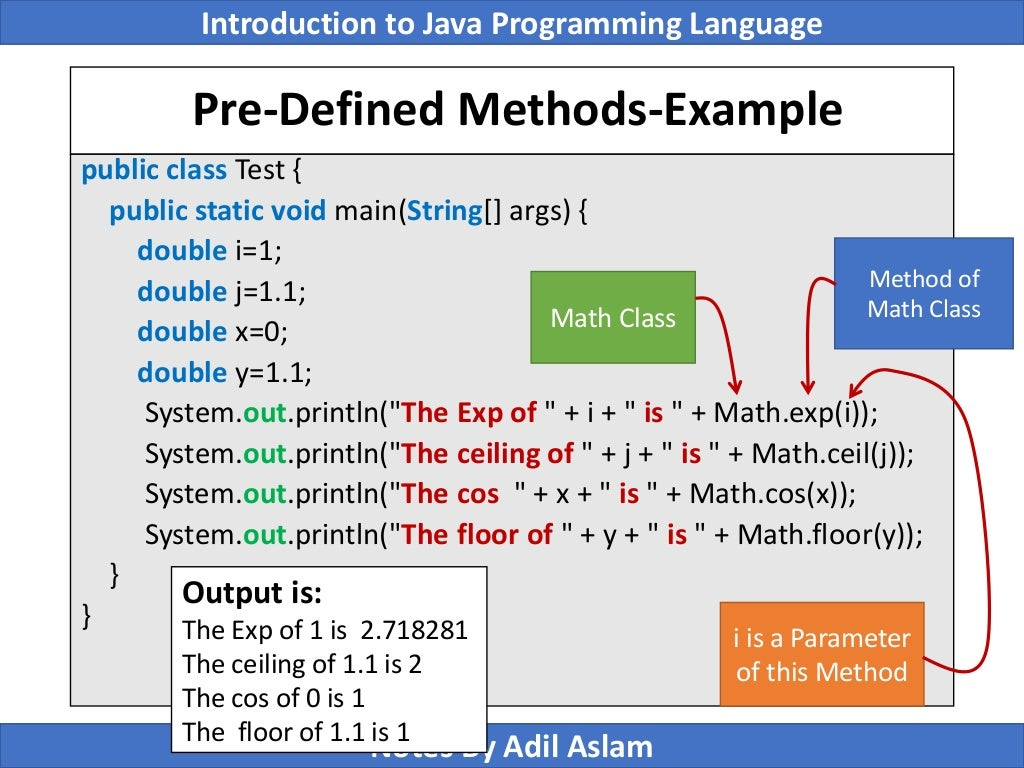 Introduction to Java Programming Language
Pre-Defined Methods-Example
public class Test {
public static void main(String[] args) {
double i=1;
double j=1.1;
double x=0;
double y=1.1;
System.out.println("The Exp of " + i + " is " + Math.exp(i));
System.out.println("The ceiling of " + j + " is " + Math.ceil(j));
System.out.println("The cos  " + x + " is " + Math.cos(x));
System.out.println("The floor of " + y + " is " + Math.floor(y));
}
}
Math Class
Method of
Math Class
i is a Parameter
of this Method
Output is:
The Exp of 1 is  2.718281
The ceiling of 1.1 is 2
The cos of 0 is 1
The  floor of 1.1 is 1
Notes By Adil Aslam